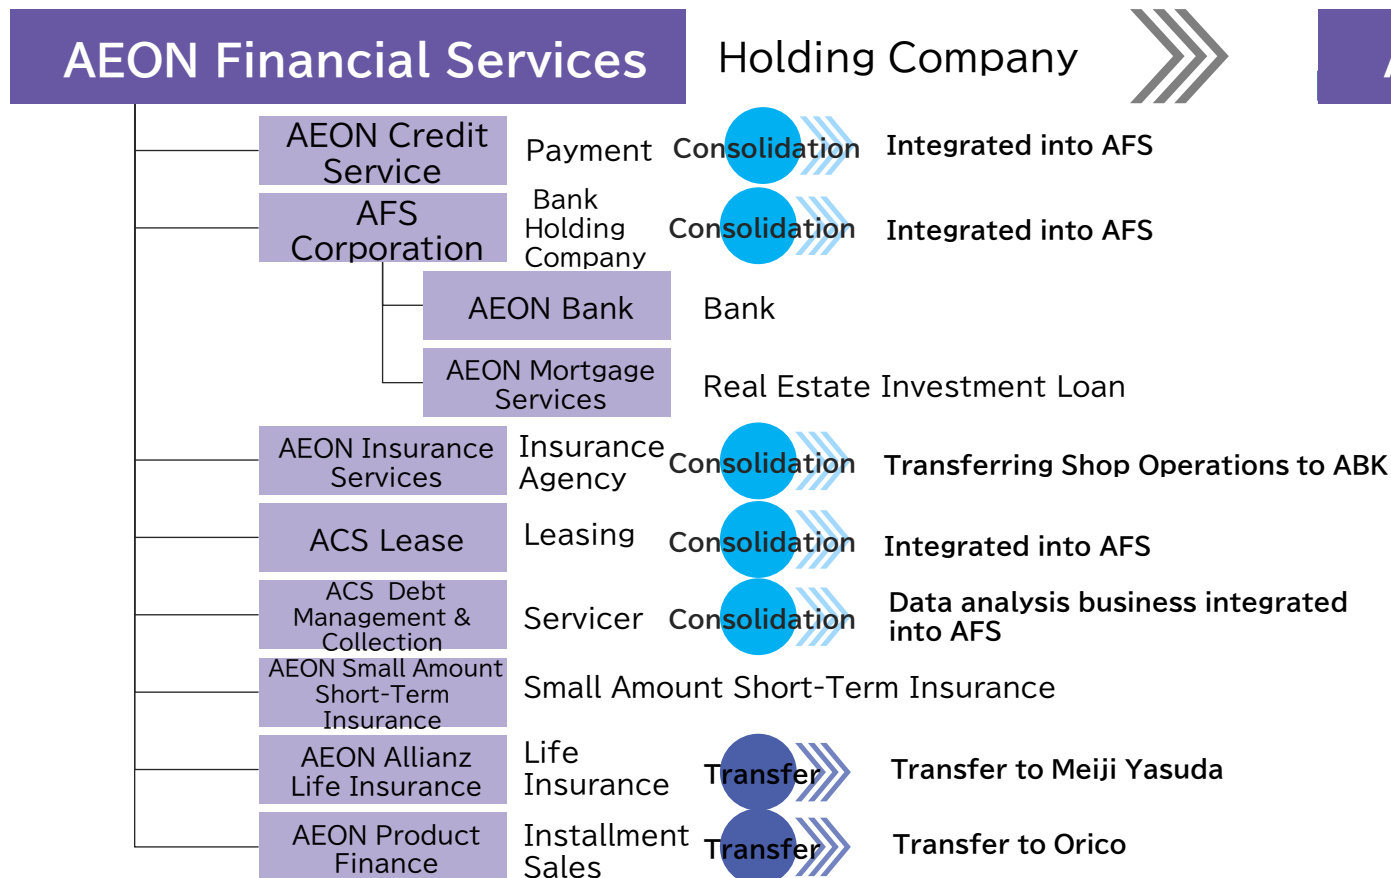 AEON Financial Services
Holding Company
AEON Credit
Service
Payment
Consolidation
Integrated into AFS
AFS
Corporation
Bank
Holding
Company
Consolidation
Integrated into AFS
AEON Bank
Bank
AEON Mortgage
Services
Real Estate Investment Loan
AEON Insurance
Services
Insurance
Agency
Consolidation
Transferring Shop Operations to ABK
ACS Lease
Leasing
Consolidation
Integrated into AFS
ACS Debt
Management &
Collection
Servicer
Consolidation
Data analysis business integrated
into AFS
AEON Small Amount
Short-Term
Insurance
Small Amount Short-Term Insurance
AEON Allianz
Life Insurance
Life
Insurance
Transfer
Transfer to Meiji Yasuda
AEON Product
Finance
Installment
Sales
Transfer
Transfer to Orico